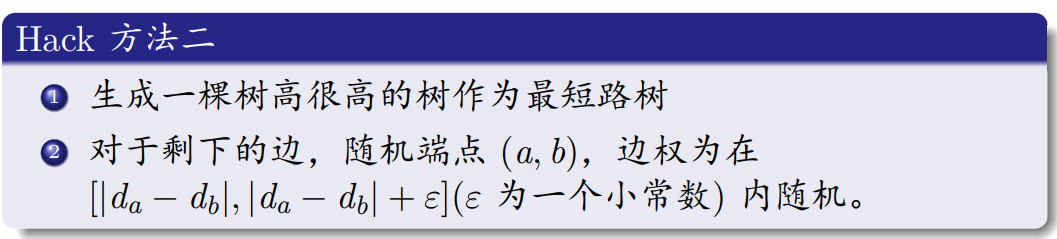 Hack 方法二
1 生成一棵树高很高的树作为最短路树
2 对于剩下的边，随机端点 (a, b)，边权为在
[|d_a − d_b|, |d_a − d_b| + ε](ε 为一个小常数) 内随机。